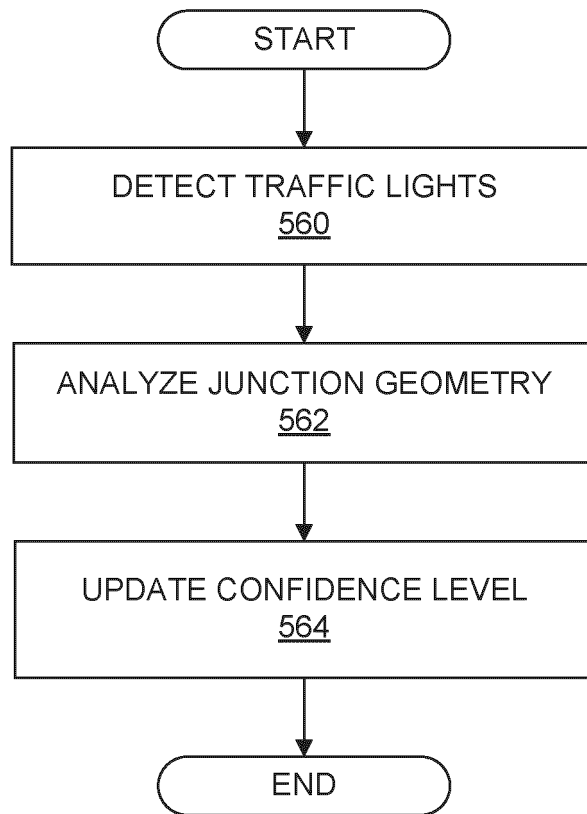 START
DETECT TRAFFIC LIGHTS
560
ANALYZE JUNCTION GEOMETRY
562
UPDATE CONFIDENCE LEVEL
564
END